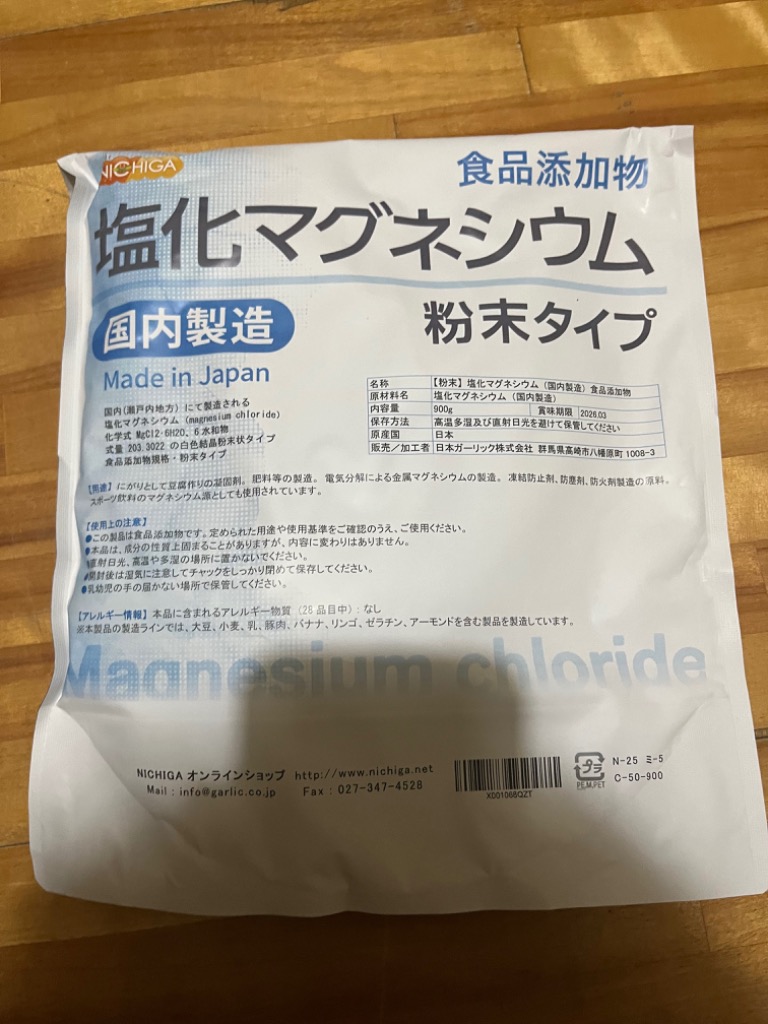 NICHIGA
食品添加物
塩化マグネシウム
国内製造
粉末タイプ
Made in Japan
国内(瀬戸内地方)にて製造される
塩化マグネシウム (magnesium chloride)
化学式 MgCl2・6H2O、6水和物
式量 203.3022 の白色結晶粉末状タイプ
食品添加物規格・粉末タイプ
名称 【粉末】塩化マグネシウム (国内製造) 食品添加物
原材料名 塩化マグネシウム (国内製造)
内容量 900g 賞味期限 2026.03
保存方法 高温多湿及び直射日光を避けて保管してください
原産国 日本
販売/加工者 日本ガーリック株式会社 群馬県高崎市八幡原町1008-3
【用途】にがりとして豆腐作りの凝固剤。肥料等の製造。電気分解による金属マグネシウムの製造。凍結防止剤、防塵剤、防火剤製造の原料。
スポーツ飲料のマグネシウム源としても使用されています。
【使用上の注意】
●この製品は食品添加物です。定められた用途や使用基準をご確認のうえ、ご使用ください。
●本品は、成分の性質上固まることがありますが、内容に変わりはありません。
●直射日光、高温や多湿の場所に置かないでください。
●開封後は湿気に注意してチャックをしっかり閉めて保存してください。
●乳幼児の手の届かない場所で保管してください。
【アレルギー情報】本品に含まれるアレルギー物質 (28品目中) : なし
※本製品の製造ラインでは、大豆、小麦、乳、豚肉、バナナ、リンゴ、ゼラチン、アーモンドを含む製品を製造しています。
Magnesium chloride
NICHIGA オンラインショップ http://www.nichiga.net
Mail : info@garlic.co.jp Fax : 027-347-4528
X001068QZT
プラ
PE,M,PET
N-25 ミ-5
C-50-900